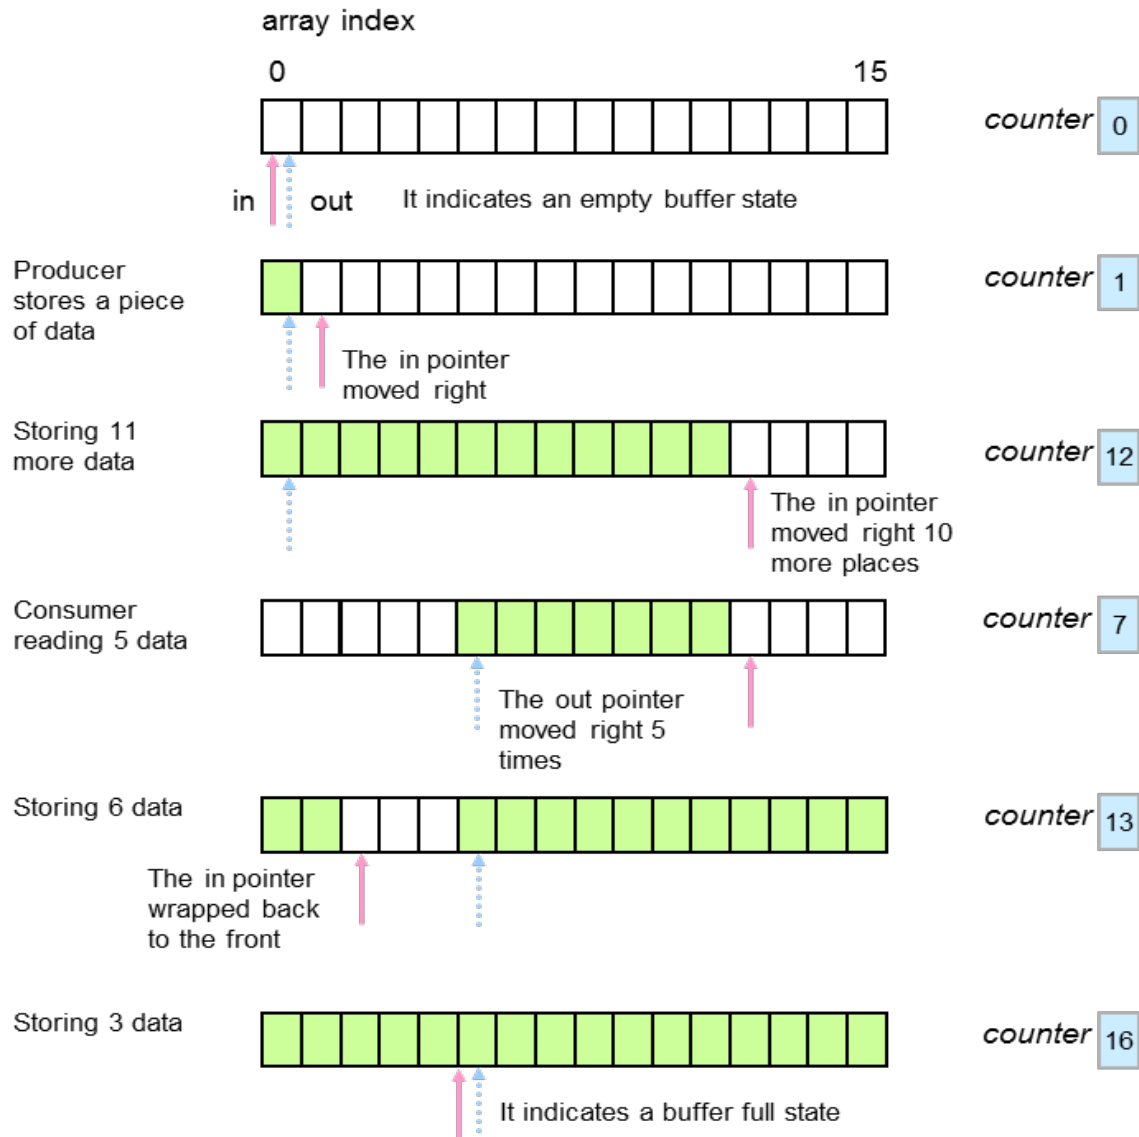 array index
0 15
counter 0
in out It indicates an empty buffer state
Producer
stores a piece
of data
counter 1
The in pointer
moved right
Storing 11
more data
counter 12
The in pointer
moved right 10
more places
Consumer
reading 5 data
counter 7
The out pointer
moved right 5
times
Storing 6 data
counter 13
The in pointer
wrapped back
to the front
Storing 3 data
counter 16
It indicates a buffer full state